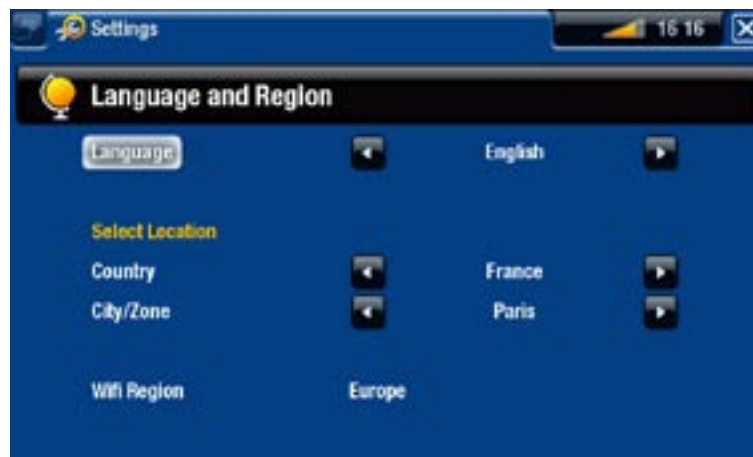 Settings 16 16
Language and Region
Language English
Select Location
Country France
City/Zone Paris
Wifi Region Europe